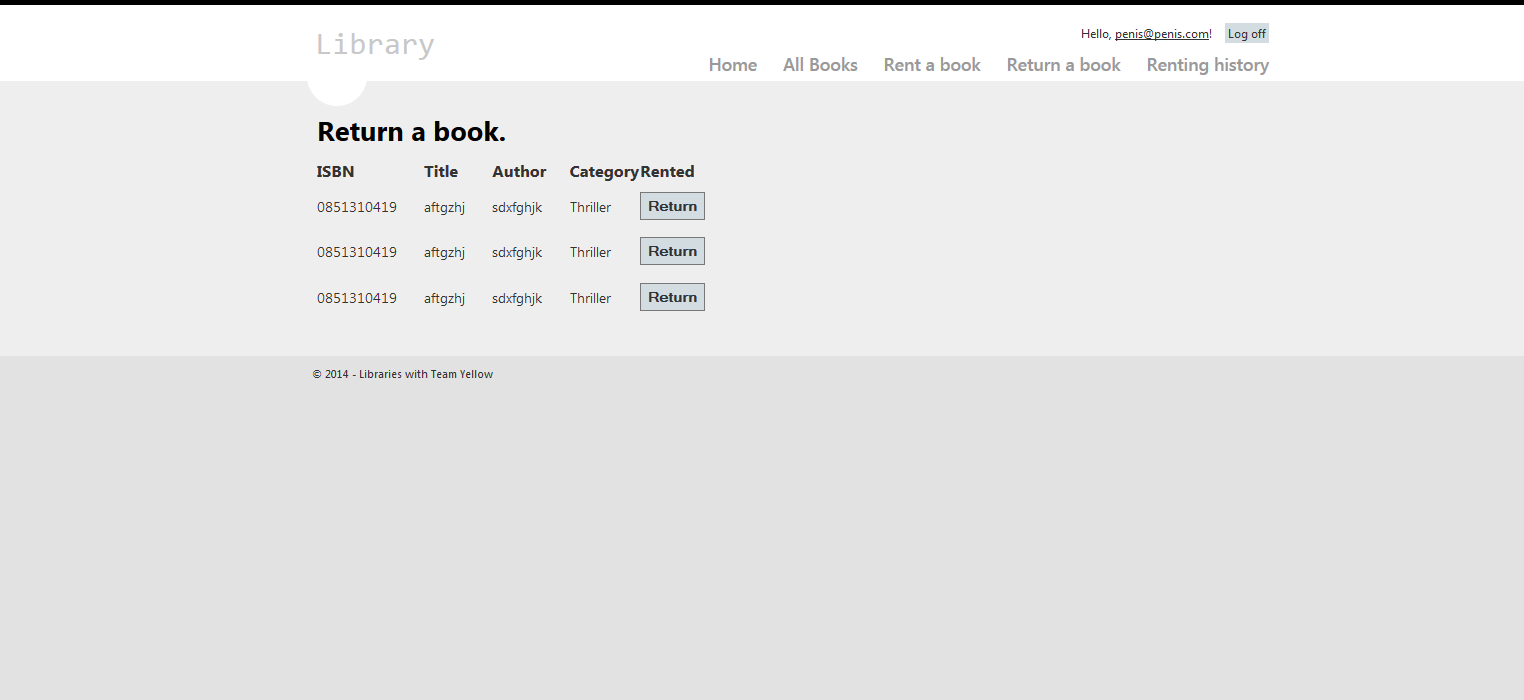 Library
Hello, penis@penis.com! Log off
Home All Books Rent a book Return a book Renting history
Return a book.
ISBN Title Author Category Rented
0851310419 aftgzhj sdxfghjk Thriller Return
0851310419 aftgzhj sdxfghjk Thriller Return
0851310419 aftgzhj sdxfghjk Thriller Return
© 2014 - Libraries with Team Yellow